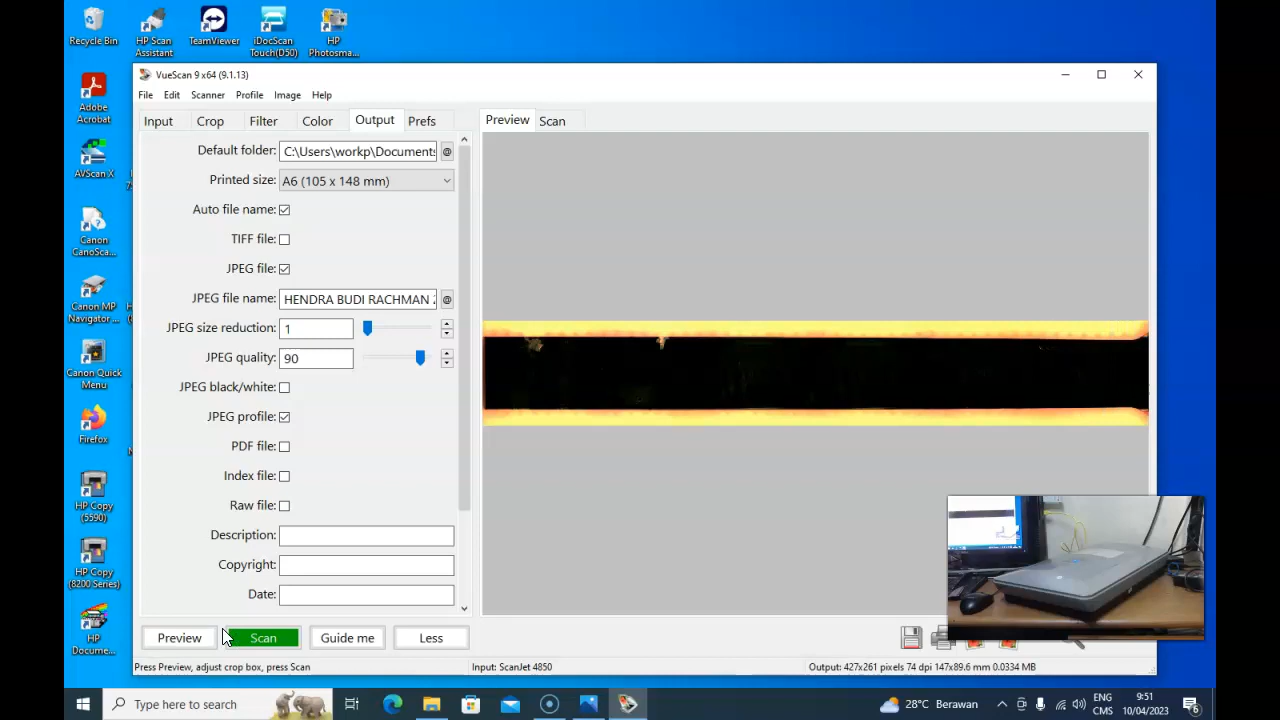 Recycle Bin
HP Scan Assistant
TeamViewer
iDocScan Touch(D50)
HP Photosma...
Adobe Acrobat
AVScan X
Canon CanoSca...
Canon MP Navigator ...
Canon Quick Menu
Firefox
HP Copy (5590)
HP Copy (8200 Series)
HP Docume...
VueScan 9 x64 (9.1.13)
File Edit Scanner Profile Image Help
Input Crop Filter Color Output Prefs
Preview Scan
Default folder: C:\Users\workp\Documents @
Printed size: A6 (105 x 148 mm)
Auto file name:
TIFF file:
JPEG file:
JPEG file name: HENDRA BUDI RACHMAN @
JPEG size reduction: 1
JPEG quality: 90
JPEG black/white:
JPEG profile:
PDF file:
Index file:
Raw file:
Description:
Copyright:
Date:
Preview Scan Guide me Less
Press Preview, adjust crop box, press Scan
Input: ScanJet 4850
Output: 427x261 pixels 74 dpi 147x89.6 mm 0.0334 MB
Type here to search
28°C Berawan
ENG CMS
9:51
10/04/2023
6